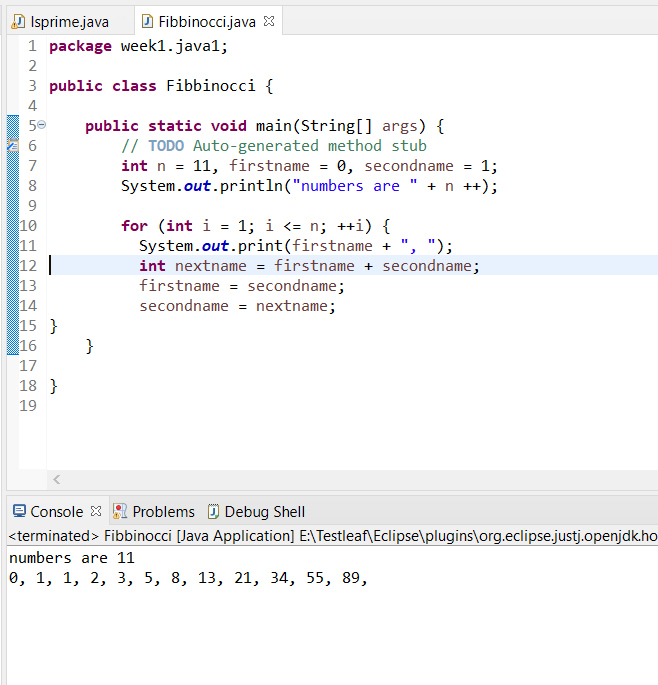 Isprime.java Fibbinocci.java
1 package week1.java1;
2
3 public class Fibbinocci {
4
5 public static void main(String[] args) {
6 // TODO Auto-generated method stub
7 int n = 11, firstname = 0, secondname = 1;
8 System.out.println("numbers are " + n ++);
9
10 for (int i = 1; i <= n; ++i) {
11 System.out.print(firstname + ", ");
12 int nextname = firstname + secondname;
13 firstname = secondname;
14 secondname = nextname;
15 }
16 }
17
18 }
19
Console Problems Debug Shell
<terminated> Fibbinocci [Java Application] E:\Testleaf\Eclipse\plugins\org.eclipse.justj.openjdk.ho
numbers are 11
0, 1, 1, 2, 3, 5, 8, 13, 21, 34, 55, 89,